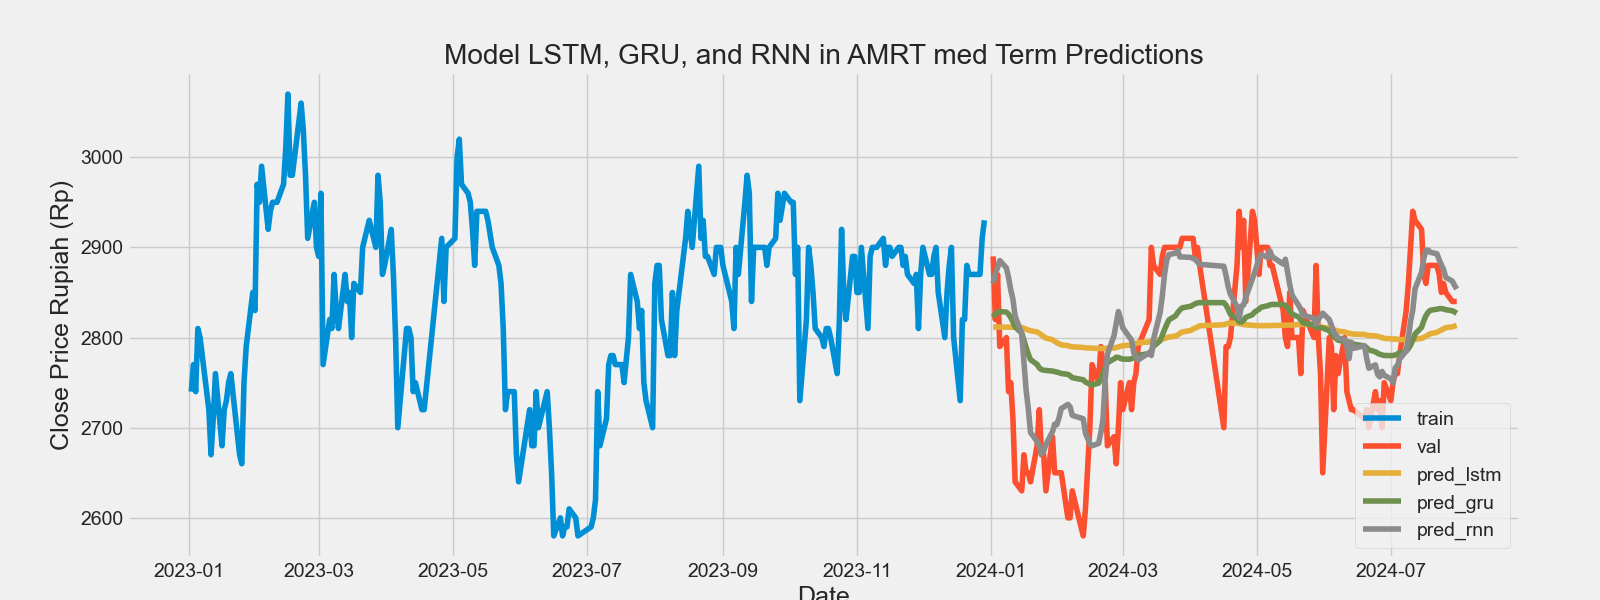 Model LSTM, GRU, and RNN in AMRT med Term Predictions
Close Price Rupiah (Rp)
3000
2900
2800
2700
2600
2023-01 2023-03 2023-05 2023-07 2023-09 2023-11 2024-01 2024-03 2024-05 2024-07
Date
train
val
pred_lstm
pred_gru
pred_rnn